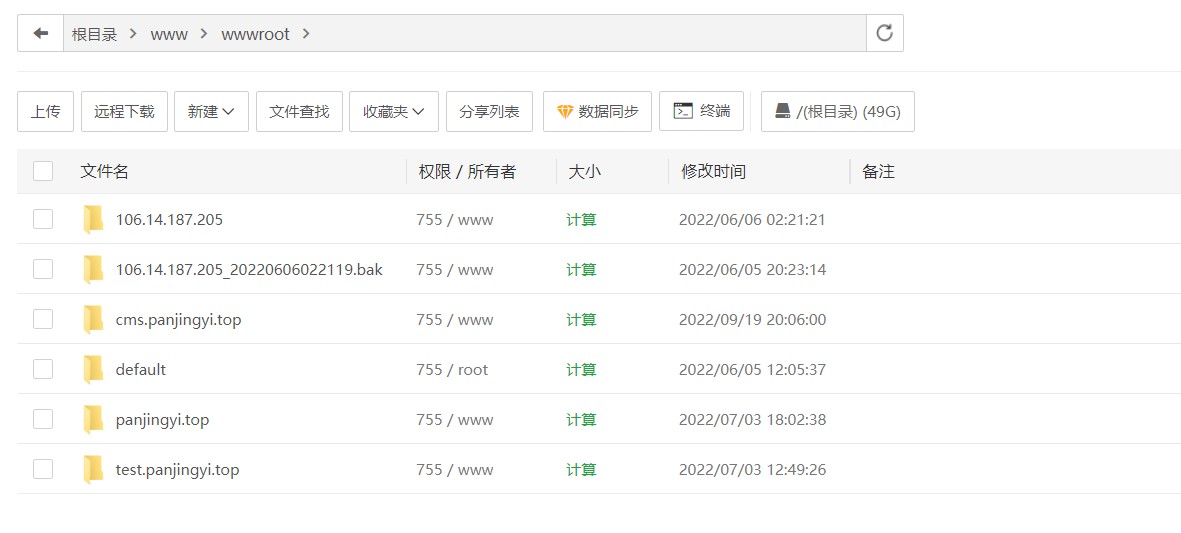 根目录 www wwwroot
上传 远程下载 新建 文件查找 收藏夹 分享列表 数据同步 终端 /(根目录) (49G)
文件名 权限 / 所有者 大小 修改时间 备注
106.14.187.205 755 / www 计算 2022/06/06 02:21:21
106.14.187.205_20220606022119.bak 755 / www 计算 2022/06/05 20:23:14
cms.panjingyi.top 755 / www 计算 2022/09/19 20:06:00
default 755 / root 计算 2022/06/05 12:05:37
panjingyi.top 755 / www 计算 2022/07/03 18:02:38
test.panjingyi.top 755 / www 计算 2022/07/03 12:49:26